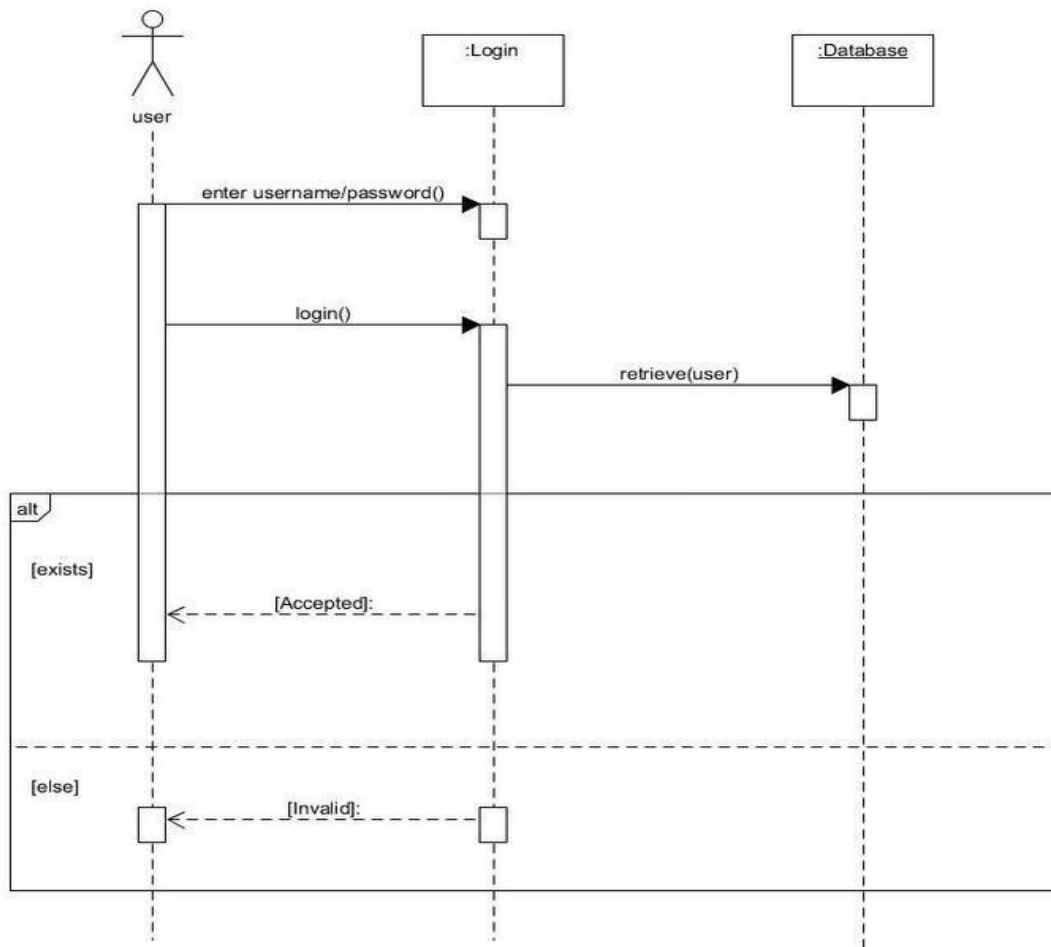 :Login
:Database
user
enter username/password()
login()
retrieve(user)
alt
[exists]
[Accepted]:
[else]
[Invalid]: